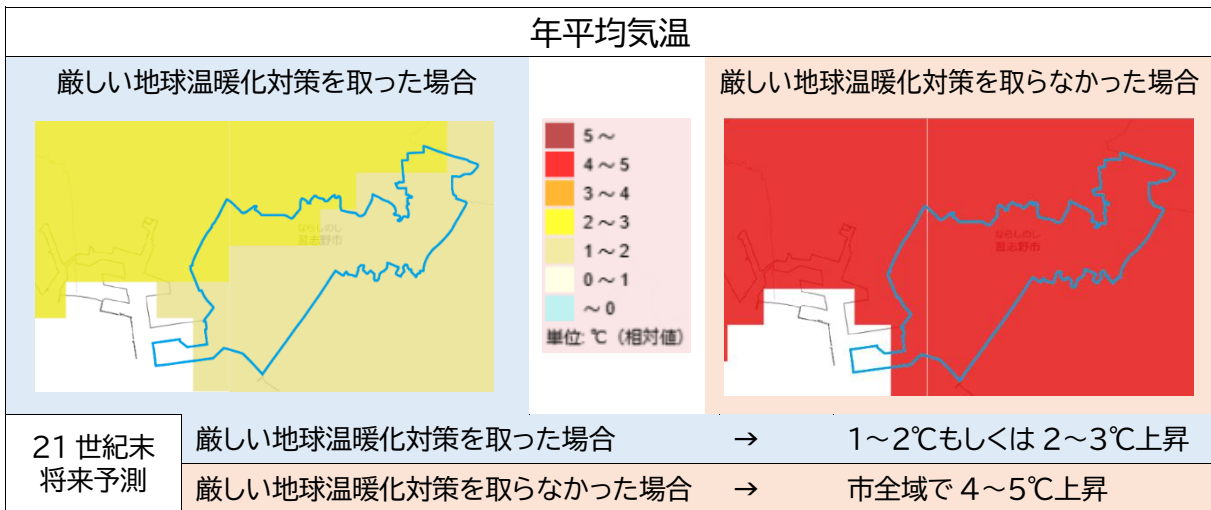 年平均気温
厳しい地球温暖化対策を取った場合
ならしのし
習志野市
5～
4～5
3～4
2～3
1～2
0～1
～0
単位: ℃ (相対値)
厳しい地球温暖化対策を取らなかった場合
ならしのし
習志野市
21世紀末
将来予測
厳しい地球温暖化対策を取った場合 → 1～2℃もしくは 2～3℃上昇
厳しい地球温暖化対策を取らなかった場合 → 市全域で 4～5℃上昇